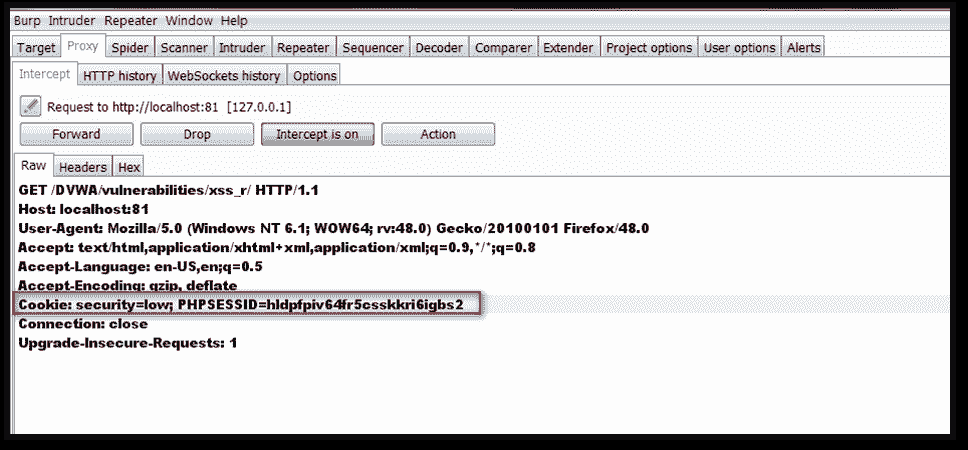 Burp Intruder Repeater Window Help
Target Proxy Spider Scanner Intruder Repeater Sequencer Decoder Comparer Extender Project options User options Alerts
Intercept HTTP history WebSockets history Options
Request to http://localhost:81 [127.0.0.1]
Forward Drop Intercept is on Action
Raw Headers Hex
GET /DVWA/vulnerabilities/xss_r/ HTTP/1.1
Host: localhost:81
User-Agent: Mozilla/5.0 (Windows NT 6.1; WOW64; rv:48.0) Gecko/20100101 Firefox/48.0
Accept: text/html,application/xhtml+xml,application/xml;q=0.9,*/*;q=0.8
Accept-Language: en-US,en;q=0.5
Accept-Encoding: gzip, deflate
Cookie: security=low; PHPSESSID=hldpfpiv64fr5csskkri6igbs2
Connection: close
Upgrade-Insecure-Requests: 1